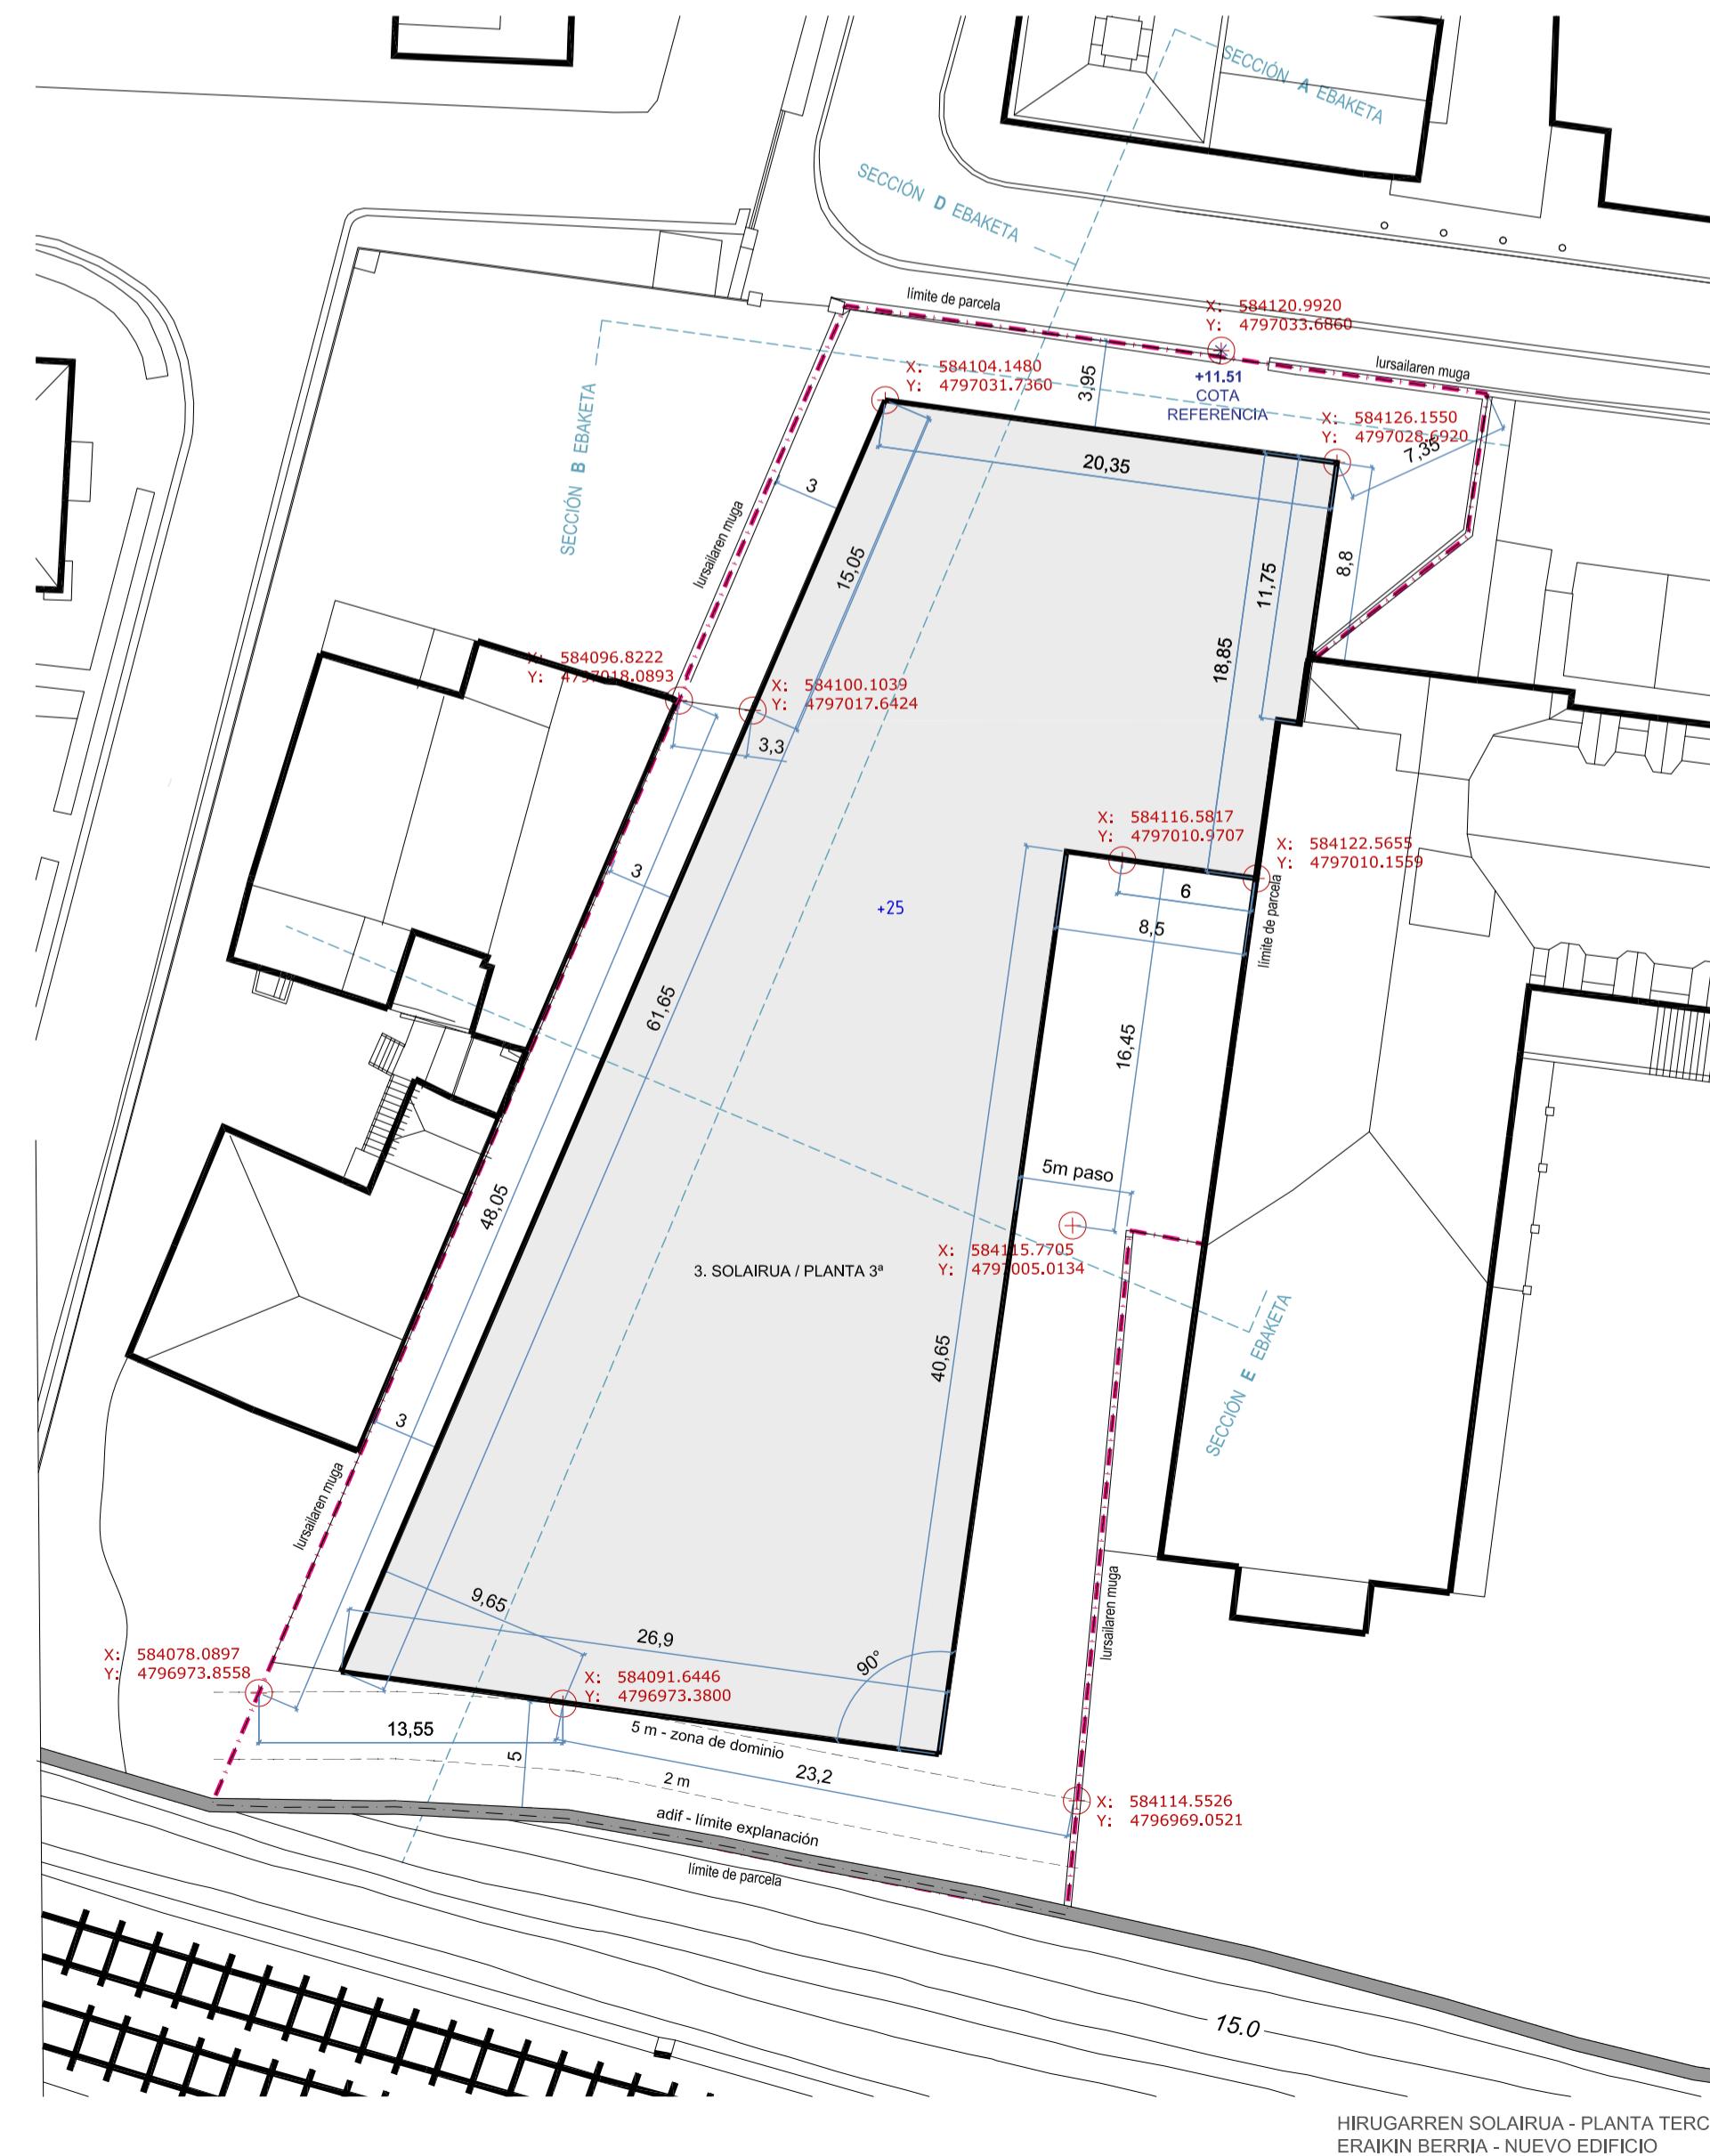 SECCIÓN A EBAKETA
SECCIÓN D EBAKETA
límite de parcela
X: 584120.9920
Y: 4797033.6860
lursailaren muga
X: 584104.1480
Y: 4797031.7360
3,95
+11.51
COTA
REFERENCIA
X: 584126.1550
Y: 4797028.6920
7,35
SECCIÓN B EBAKETA
20,35
3
lursailaren muga
15,05
11,75
8,8
18,85
X: 584096.8222
Y: 4797018.0893
X: 584100.1039
Y: 4797017.6424
3,3
X: 584116.5817
Y: 4797010.9707
X: 584122.5655
Y: 4797010.1559
3
6
+25
8,5
límite de parcela
61,65
16,45
5m paso
48,05
X: 584115.7705
Y: 4797005.0134
3. SOLAIRUA / PLANTA 3ª
SECCIÓN E EBAKETA
40,65
3
lursailaren muga
9,65
26,9
90°
lursailaren muga
X: 584078.0897
Y: 4796973.8558
X: 584091.6446
Y: 4796973.3800
13,55
5
5 m - zona de dominio
2 m
23,2
X: 584114.5526
Y: 4796969.0521
adif - límite explanación
límite de parcela
15.0
HIRUGARREN SOLAIRUA - PLANTA TERC
ERAIKIN BERRIA - NUEVO EDIFICIO